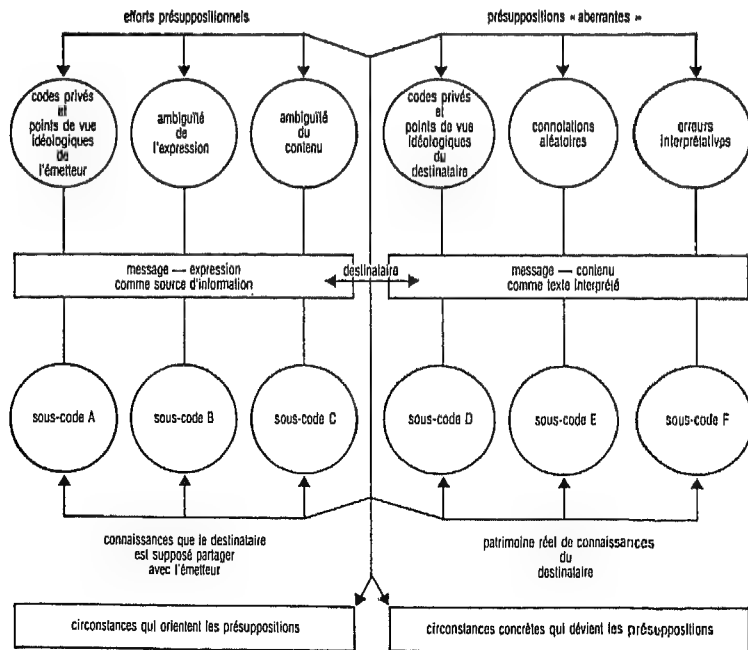 efforts présuppositionnels
présuppositions « aberrantes »
codes privés
et
points de vue
idéologiques
de
l'émetteur
ambiguïté
de
l'expression
ambiguïté
du
contenu
codes privés
et
points de vue
idéologiques
du
destinataire
connotations
aléatoires
erreurs
interprétatives
message — expression
comme source d'information
destinataire
message — contenu
comme texte interprété
sous-code A
sous-code B
sous-code C
sous-code D
sous-code E
sous-code F
connaissances que le destinataire
est supposé partager
avec l'émetteur
patrimoine réel de connaissances
du
destinataire
circonstances qui orientent les présuppositions
circonstances concrètes qui dévient les présuppositions